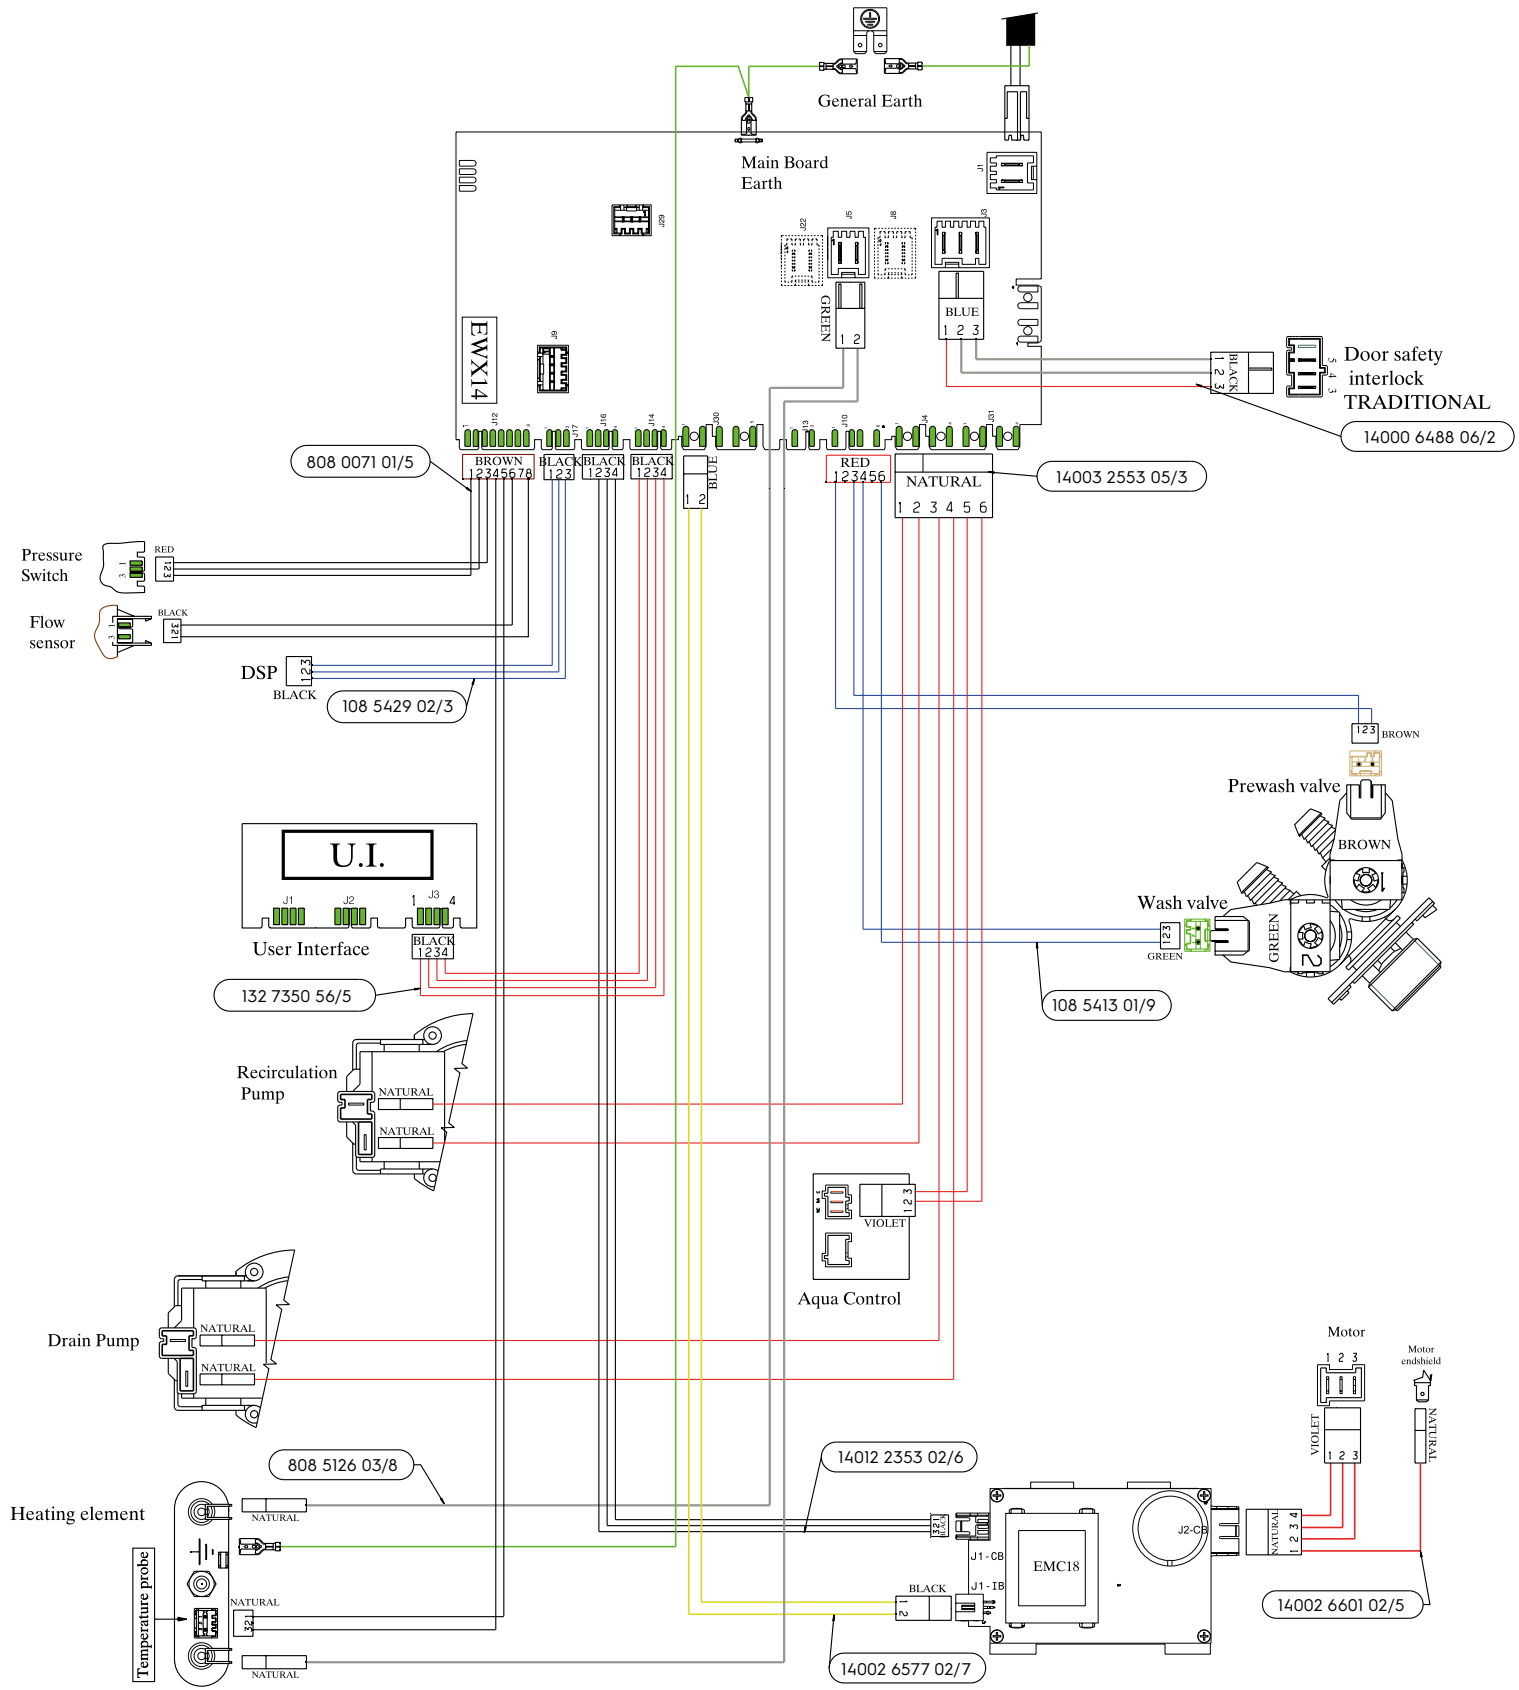 General Earth
Main Board
Earth
J1
J29
J22
J5
J8
J3
GREEN
1 2
BLUE
1 2 3
EWX14
J9
BLACK
1 2 3
5 4 3
Door safety
interlock
TRADITIONAL
14000 6488 06/2
J12
J17
J16
J14
J30
J13
J10
J4
J31
808 0071 01/5
BROWN
12345678
BLACK
123
BLACK
1234
BLACK
1234
BLUE
1 2
RED
123456
NATURAL
1 2 3 4 5 6
14003 2553 05/3
Pressure
Switch
1
3
RED
123
Flow
sensor
1
3
BLACK
321
DSP
123
BLACK
108 5429 02/3
123
BROWN
Prewash valve
BROWN
1
U.I.
J1
J2
1
J3
4
User Interface
BLACK
1234
132 7350 56/5
Wash valve
123
GREEN
GREEN
2
108 5413 01/9
Recirculation
Pump
NATURAL
NATURAL
1 2 3
VIOLET
Aqua Control
Drain Pump
NATURAL
NATURAL
Motor
1 2 3
Motor
endshield
VIOLET
1 2 3
NATURAL
808 5126 03/8
14012 2353 02/6
Heating element
NATURAL
321
BLACK
J1-CB
J1-IB
EMC18
J2-CB
NATURAL
1 2 3 4
Temperature probe
NATURAL
321
BLACK
1
2
14002 6601 02/5
NATURAL
14002 6577 02/7